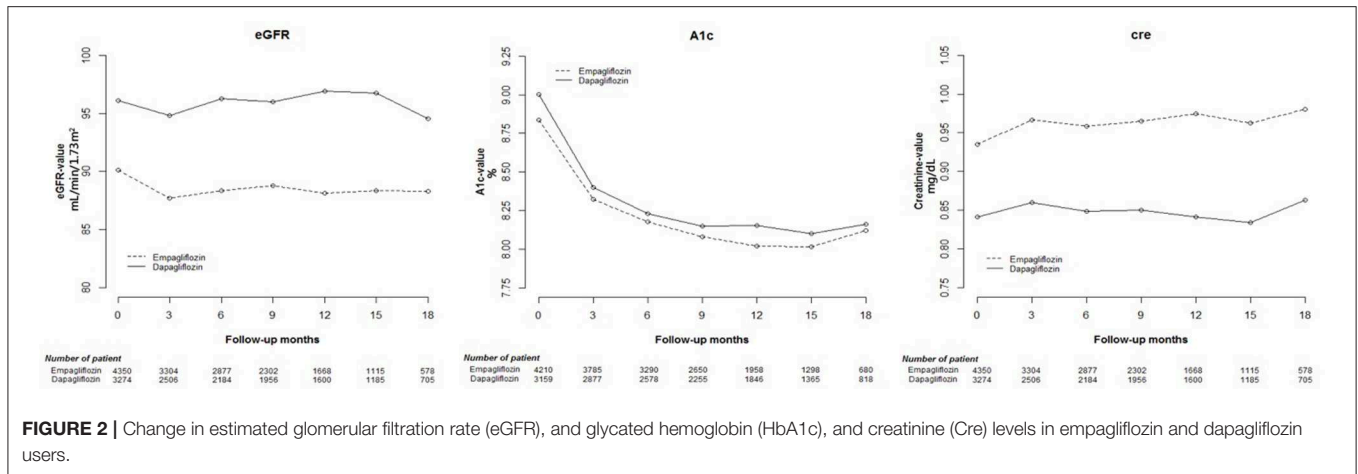 eGFR
eGFR-value
mL/min/1.73m²
100
95
90
85
80
Empagliflozin
Dapagliflozin
0 3 6 9 12 15 18
Follow-up months
Number of patient
Empagliflozin 4350 3304 2877 2302 1668 1115 578
Dapagliflozin 3274 2506 2184 1956 1600 1185 705
A1c
A1c-value
%
9.25
9.00
8.75
8.50
8.25
8.00
7.75
Empagliflozin
Dapagliflozin
0 3 6 9 12 15 18
Follow-up months
Number of patient
Empagliflozin 4210 3785 3290 2650 1958 1298 680
Dapagliflozin 3159 2877 2578 2255 1846 1365 818
cre
Creatinine-value
mg/dL
1.05
1.00
0.95
0.90
0.85
0.80
0.75
Empagliflozin
Dapagliflozin
0 3 6 9 12 15 18
Follow-up months
Number of patient
Empagliflozin 4350 3304 2877 2302 1668 1115 578
Dapagliflozin 3274 2506 2184 1956 1600 1185 705
FIGURE 2 | Change in estimated glomerular filtration rate (eGFR), and glycated hemoglobin (HbA1c), and creatinine (Cre) levels in empagliflozin and dapagliflozin
users.